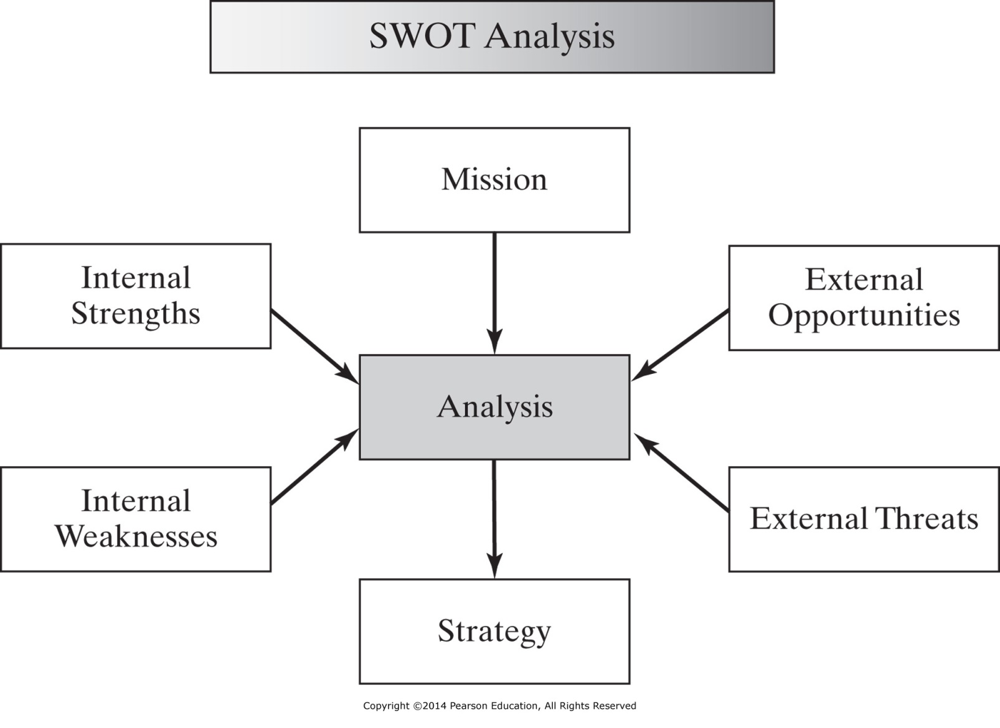 SWOT Analysis
Mission
Internal
Strengths
External
Opportunities
Analysis
Internal
Weaknesses
External Threats
Strategy
Copyright ©2014 Pearson Education, All Rights Reserved